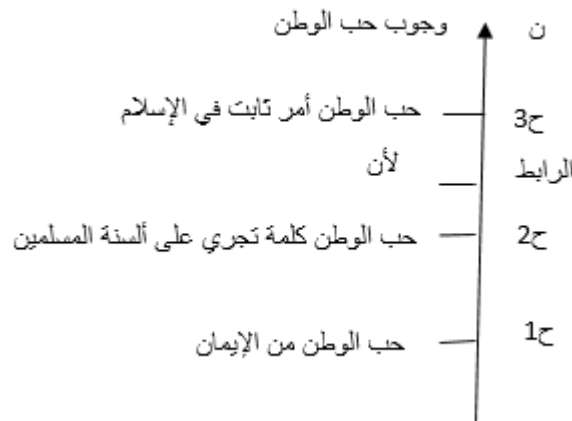 ن وجوب حب الوطن
ح3 حب الوطن أمر ثابت في الإسلام
الرابط لأن
ح2 حب الوطن كلمة تجري على ألسنة المسلمين
ح1 حب الوطن من الإيمان